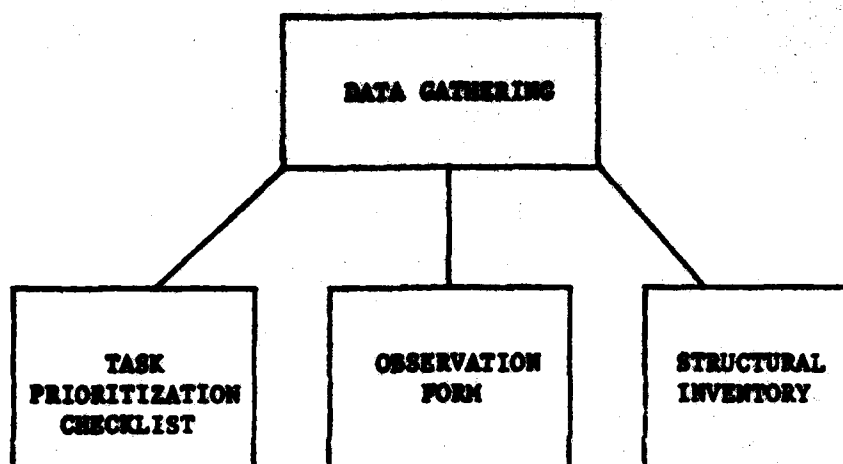 DATA GATHERING
TASK
PRIORITIZATION
CHECKLIST
OBSERVATION
FORM
STRUCTURAL
INVENTORY